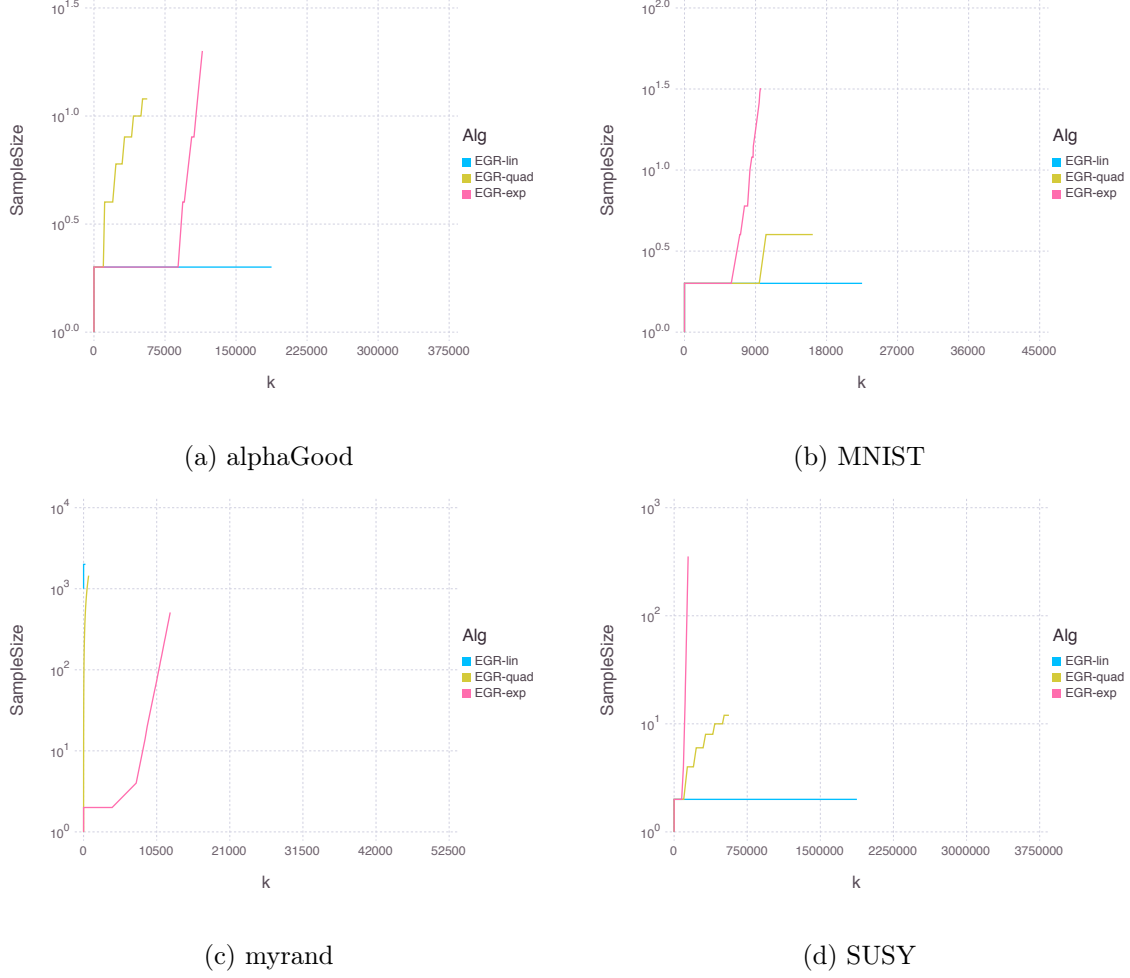 10^1.5
10^1.0
10^0.5
10^0.0
SampleSize
0 75000 150000 225000 300000 375000
k
Alg
EGR-lin
EGR-quad
EGR-exp
(a) alphaGood
10^2.0
10^1.5
10^1.0
10^0.5
10^0.0
SampleSize
0 9000 18000 27000 36000 45000
k
Alg
EGR-lin
EGR-quad
EGR-exp
(b) MNIST
10^4
10^3
10^2
10^1
10^0
SampleSize
0 10500 21000 31500 42000 52500
k
Alg
EGR-lin
EGR-quad
EGR-exp
(c) myrand
10^3
10^2
10^1
10^0
SampleSize
0 750000 1500000 2250000 3000000 3750000
k
Alg
EGR-lin
EGR-quad
EGR-exp
(d) SUSY